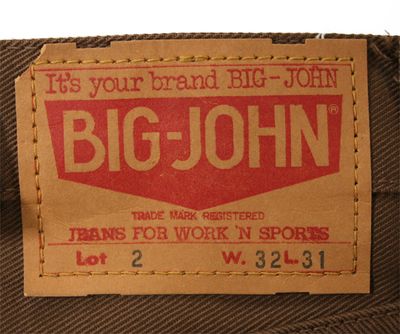 It's your brand BIG-JOHN
BIG-JOHN®
TRADE MARK REGISTERED
JEANS FOR WORK 'N SPORTS
Lot 2 W. 32 L. 31